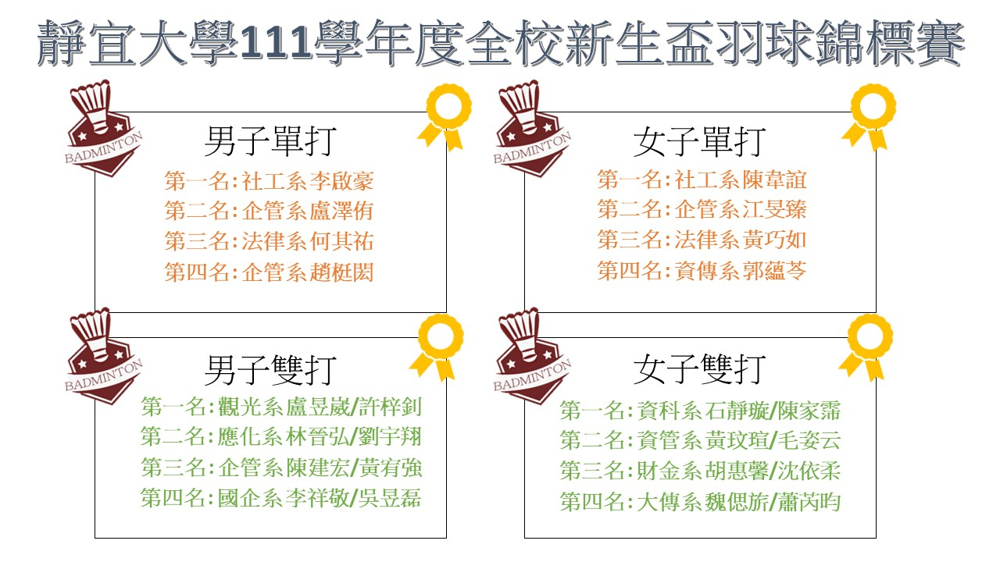 靜宜大學111學年度全校新生盃羽球錦標賽
BADMINTON
男子單打
第一名:社工系李啟豪
第二名:企管系盧澤侑
第三名:法律系何其祐
第四名:企管系趙梃閎
BADMINTON
女子單打
第一名:社工系陳韋誼
第二名:企管系江旻臻
第三名:法律系黃巧如
第四名:資傳系郭蘊苓
BADMINTON
男子雙打
第一名:觀光系盧昱崴/許梓釗
第二名:應化系林晉弘/劉宇翔
第三名:企管系陳建宏/黃宥強
第四名:國企系李祥敬/吳昱磊
BADMINTON
女子雙打
第一名:資科系石靜璇/陳家霈
第二名:資管系黃玟瑄/毛姿云
第三名:財金系胡惠馨/沈依柔
第四名:大傳系魏偲旂/蕭芮昀